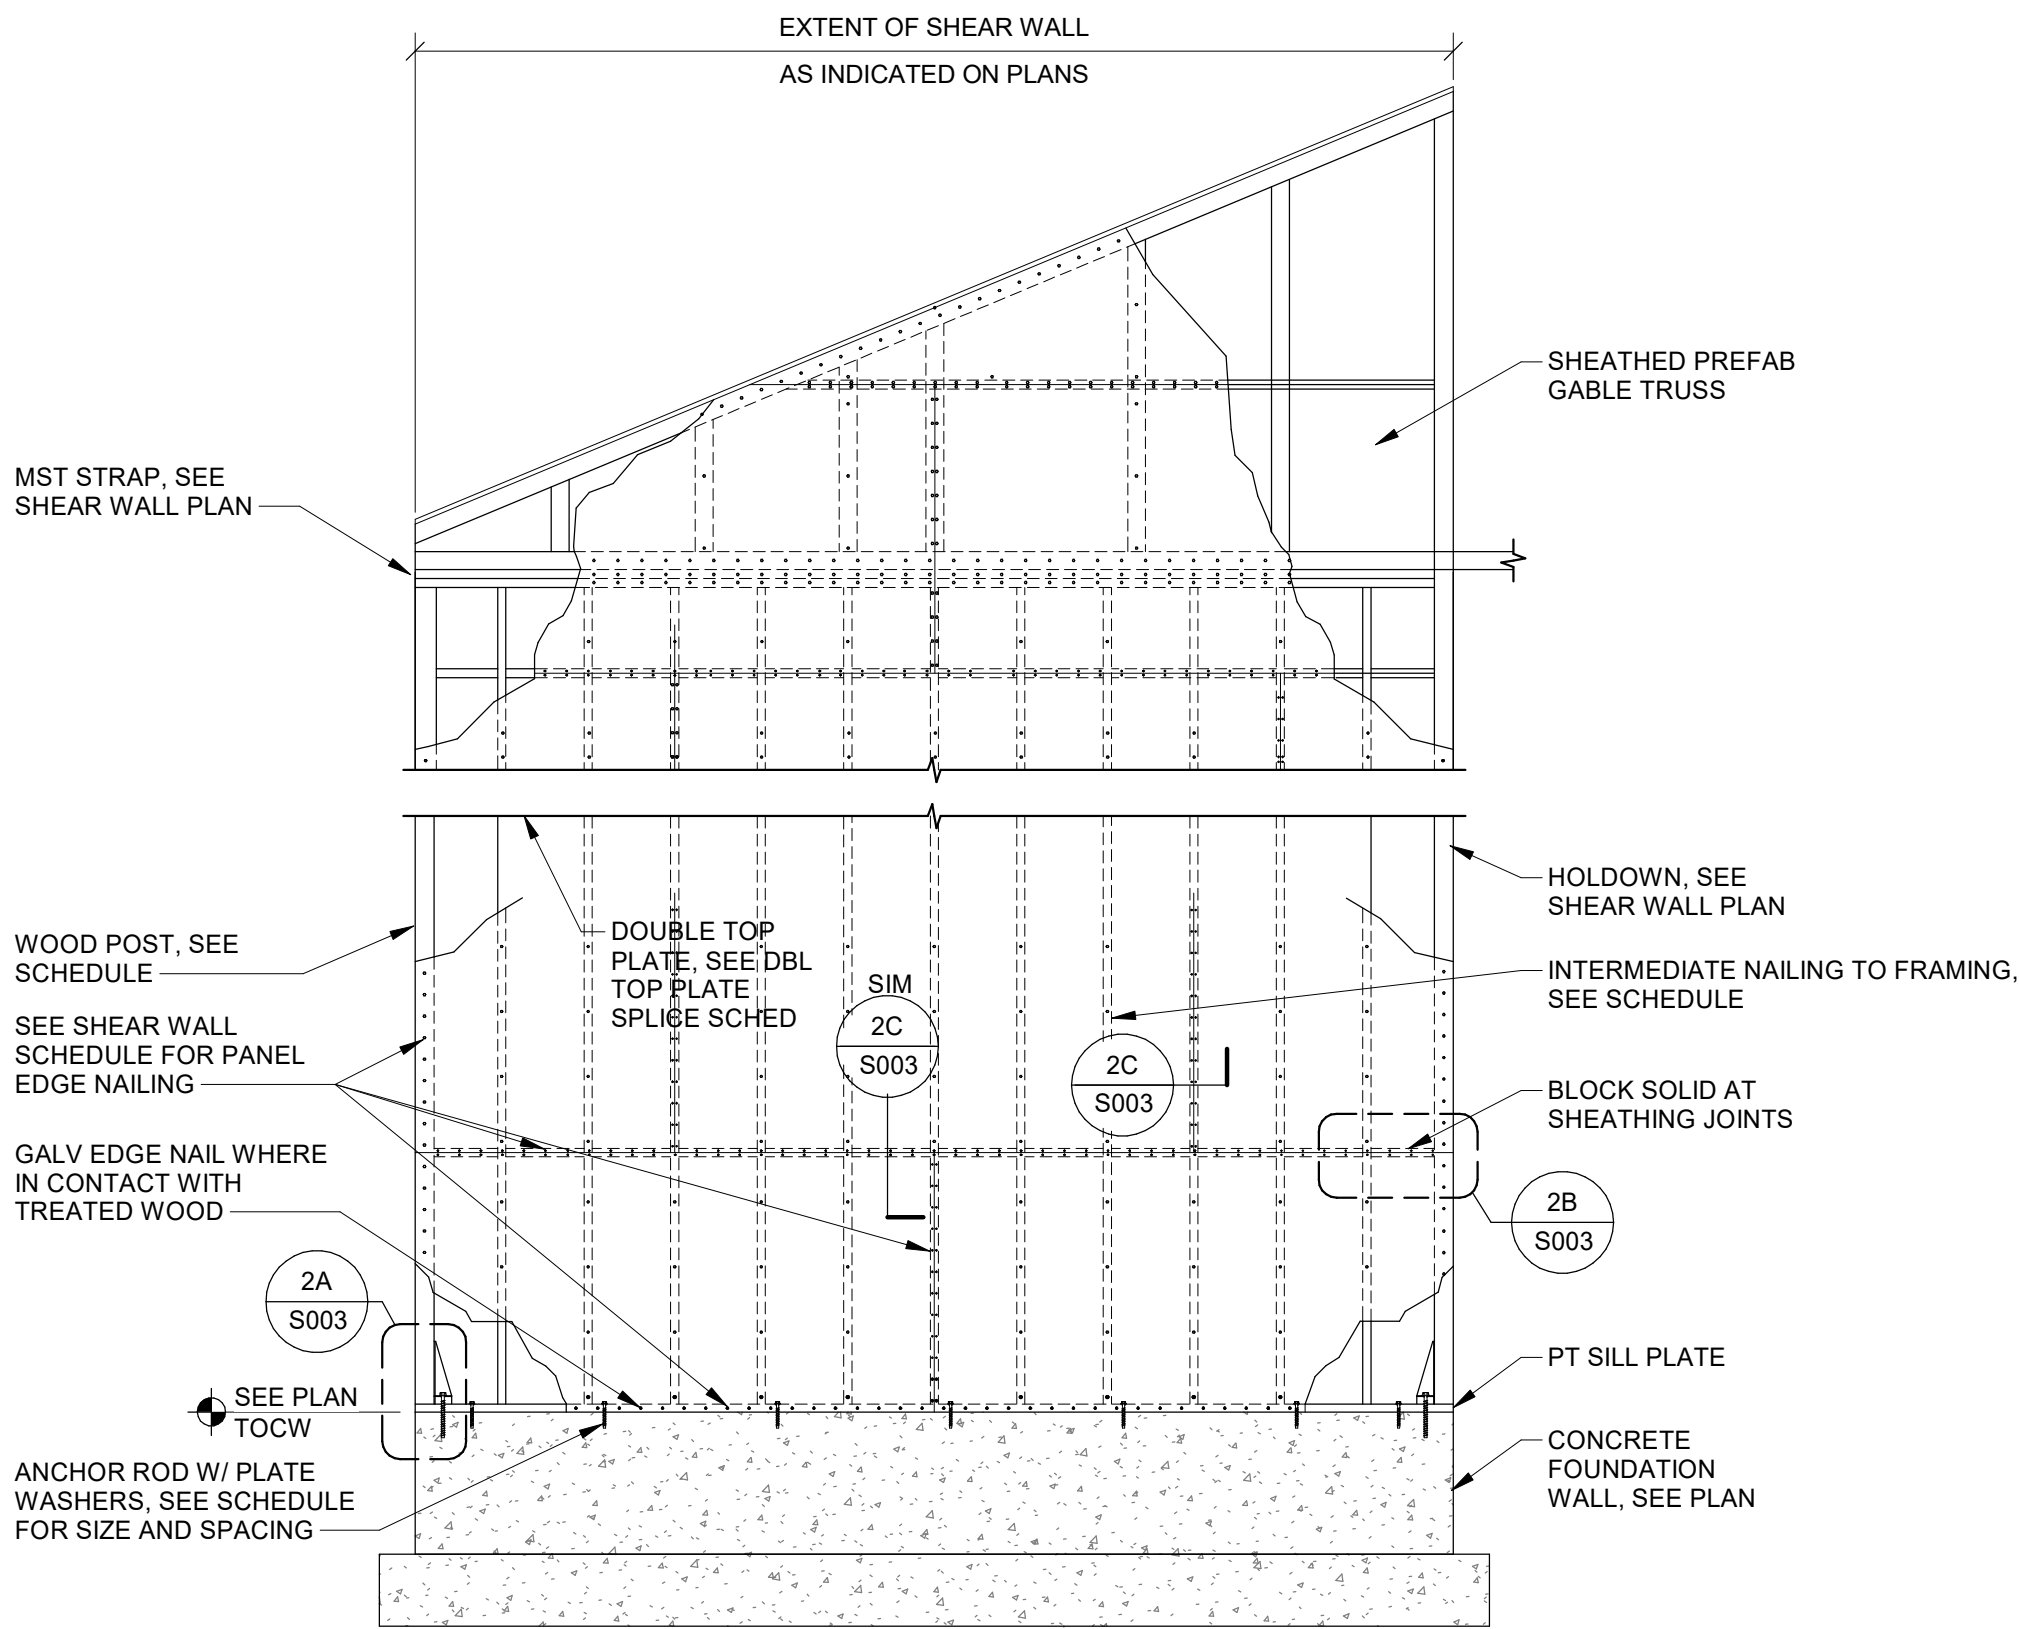 EXTENT OF SHEAR WALL
AS INDICATED ON PLANS
SHEATHED PREFAB
GABLE TRUSS
MST STRAP, SEE
SHEAR WALL PLAN
HOLDOWN, SEE
SHEAR WALL PLAN
WOOD POST, SEE
SCHEDULE
DOUBLE TOP
PLATE, SEE DBL
TOP PLATE
SPLICE SCHED
SIM
2C
S003
INTERMEDIATE NAILING TO FRAMING,
SEE SCHEDULE
SEE SHEAR WALL
SCHEDULE FOR PANEL
EDGE NAILING
2C
S003
BLOCK SOLID AT
SHEATHING JOINTS
GALV EDGE NAIL WHERE
IN CONTACT WITH
TREATED WOOD
2B
S003
2A
S003
PT SILL PLATE
SEE PLAN
TOCW
CONCRETE
FOUNDATION
WALL, SEE PLAN
ANCHOR ROD W/ PLATE
WASHERS, SEE SCHEDULE
FOR SIZE AND SPACING